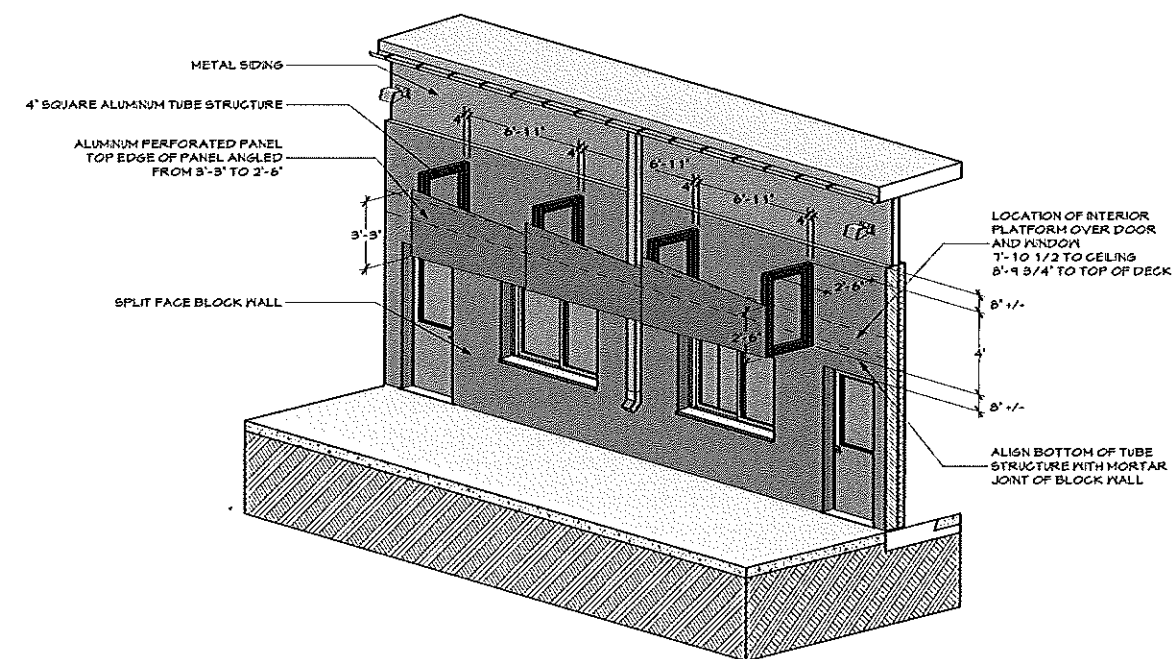 METAL SIDING
4" SQUARE ALUMINUM TUBE STRUCTURE
ALUMINUM PERFORATED PANEL
TOP EDGE OF PANEL ANGLED
FROM 3'-3" TO 2'-6"
3'-3"
SPLIT FACE BLOCK WALL
4"
6'-11"
4"
6'-11"
4"
6'-11"
4"
2'-6"
2'-6"
LOCATION OF INTERIOR
PLATFORM OVER DOOR
AND WINDOW
7'-10 1/2 TO CEILING
8'-9 3/4" TO TOP OF DECK
8" +/-
4'
8" +/-
ALIGN BOTTOM OF TUBE
STRUCTURE WITH MORTAR
JOINT OF BLOCK WALL